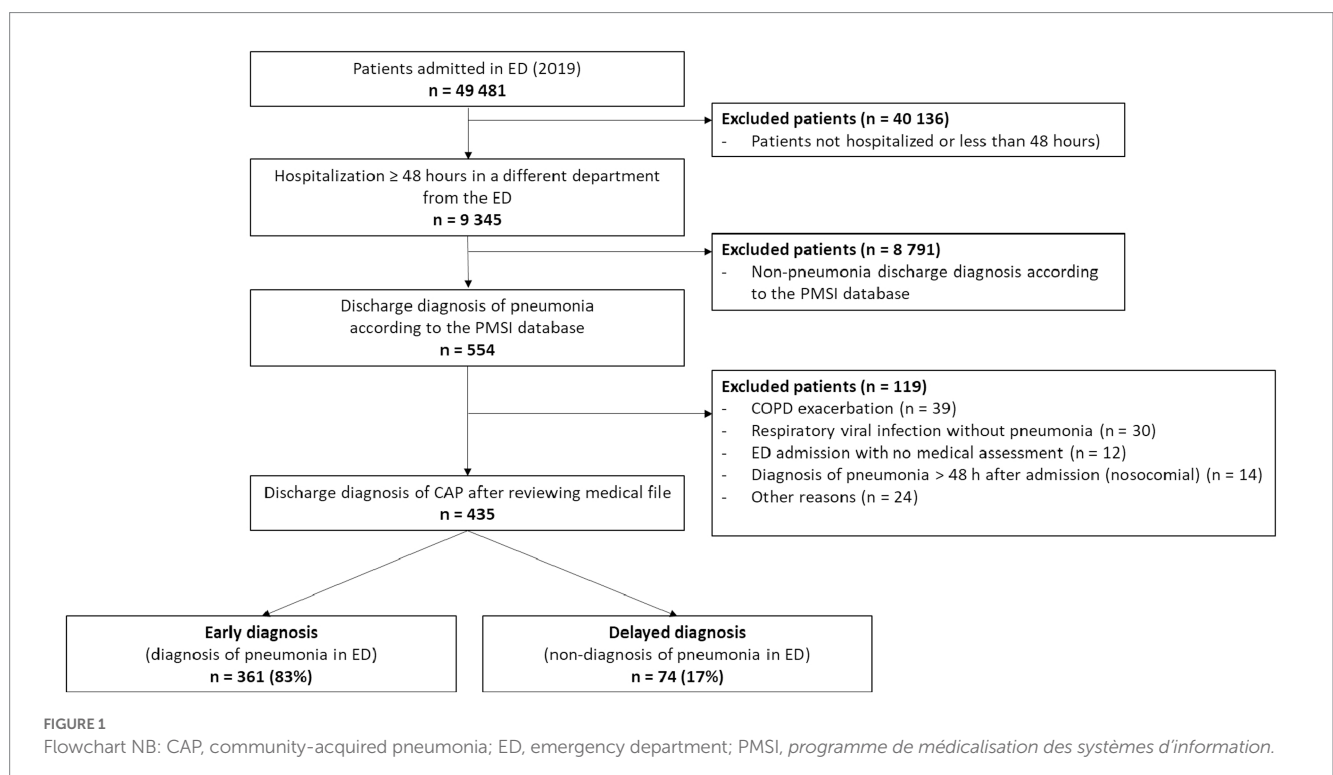 Patients admitted in ED (2019)
n = 49 481
Excluded patients (n = 40 136)
- Patients not hospitalized or less than 48 hours)
Hospitalization ≥ 48 hours in a different department
from the ED
n = 9 345
Excluded patients (n = 8 791)
- Non-pneumonia discharge diagnosis according
to the PMSI database
Discharge diagnosis of pneumonia
according to the PMSI database
n = 554
Excluded patients (n = 119)
- COPD exacerbation (n = 39)
- Respiratory viral infection without pneumonia (n = 30)
- ED admission with no medical assessment (n = 12)
- Diagnosis of pneumonia > 48 h after admission (nosocomial) (n = 14)
- Other reasons (n = 24)
Discharge diagnosis of CAP after reviewing medical file
n = 435
Early diagnosis
(diagnosis of pneumonia in ED)
n = 361 (83%)
Delayed diagnosis
(non-diagnosis of pneumonia in ED)
n = 74 (17%)
FIGURE 1
Flowchart NB: CAP, community-acquired pneumonia; ED, emergency department; PMSI, programme de médicalisation des systèmes d’information.